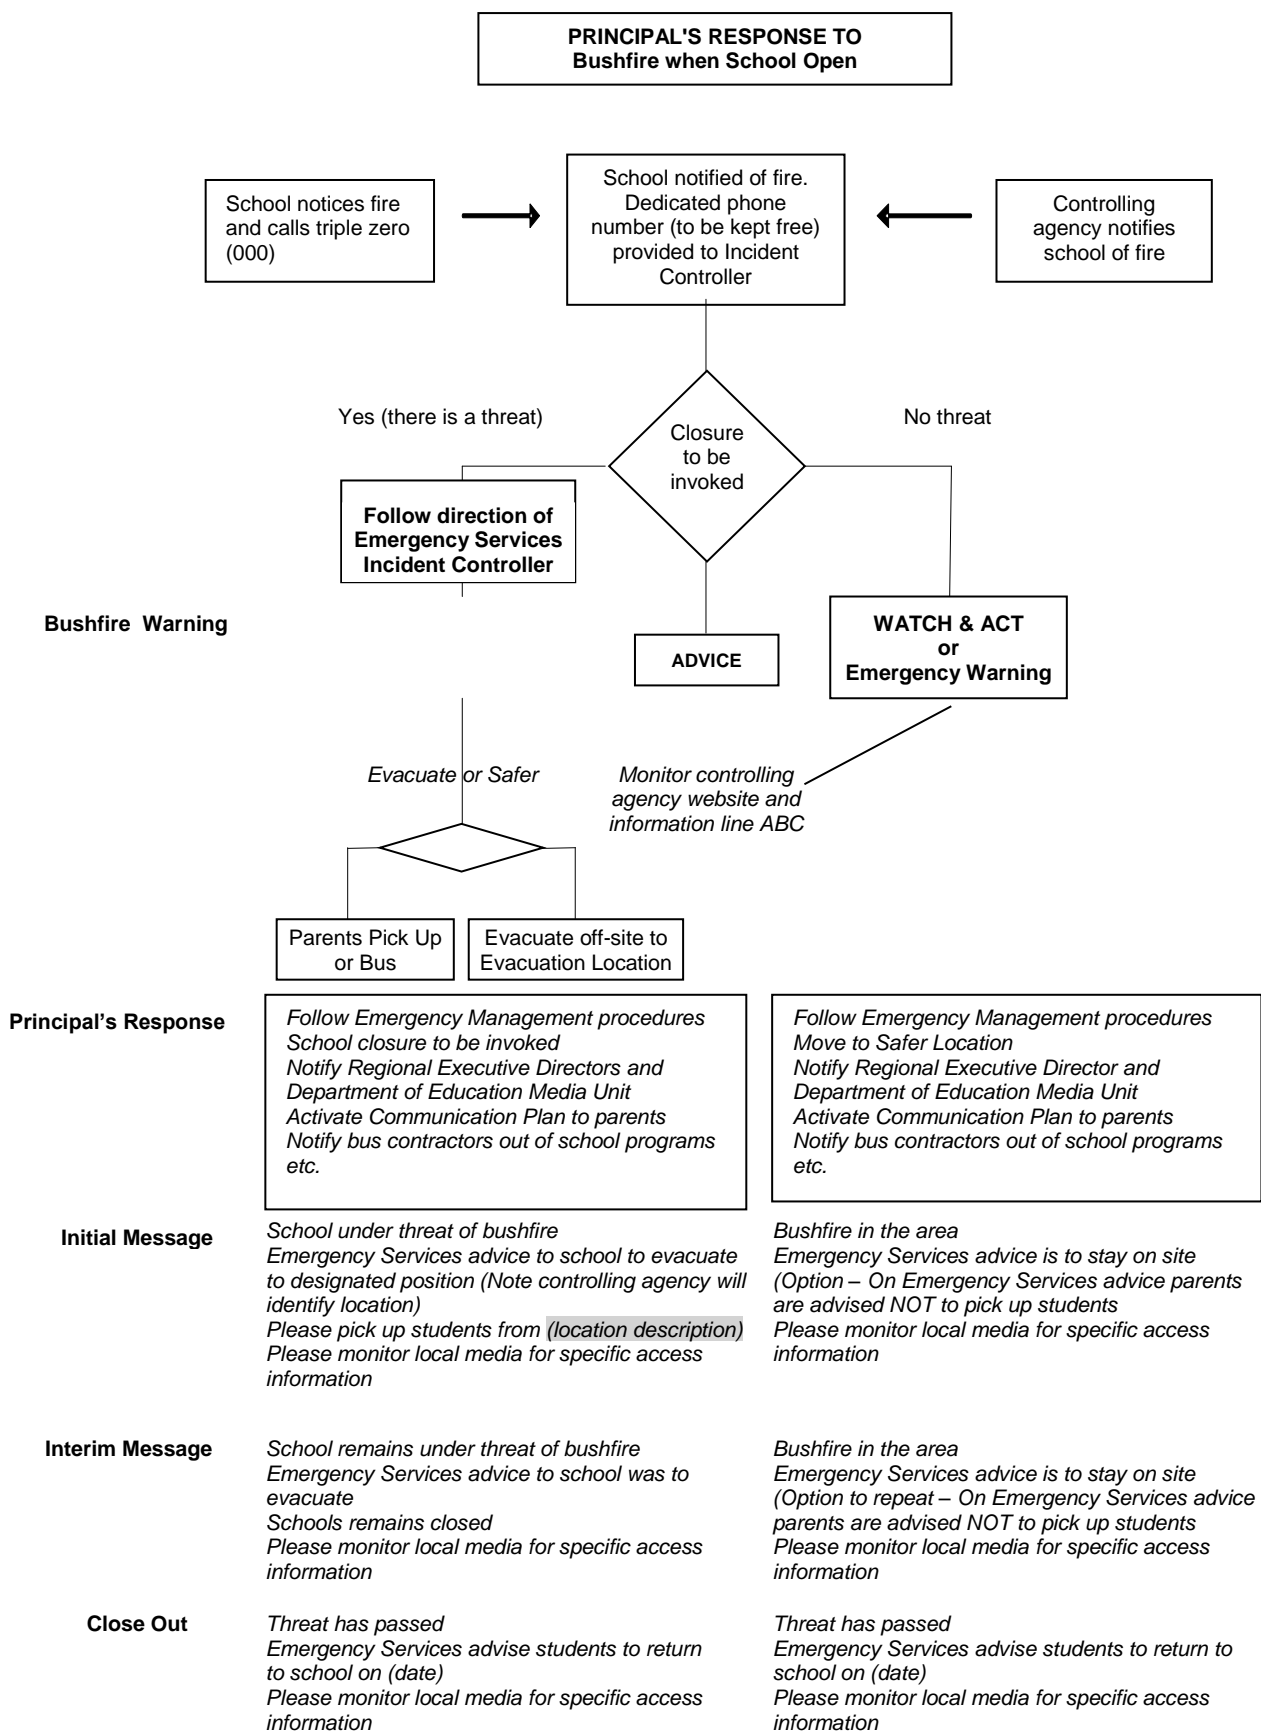 PRINCIPAL'S RESPONSE TO
Bushfire when School Open
School notices fire
and calls triple zero
(000)
School notified of fire.
Dedicated phone
number (to be kept free)
provided to Incident
Controller
Controlling
agency notifies
school of fire
Yes (there is a threat)
Closure
to be
invoked
No threat
Follow direction of
Emergency Services
Incident Controller
Bushfire  Warning
ADVICE
WATCH & ACT
or
Emergency Warning
Evacuate or Safer
Monitor controlling
agency website and
information line ABC
Parents Pick Up
or Bus
Evacuate off-site to
Evacuation Location
Principal's Response
Follow Emergency Management procedures
School closure to be invoked
Notify Regional Executive Directors and
Department of Education Media Unit
Activate Communication Plan to parents
Notify bus contractors out of school programs
etc.
Follow Emergency Management procedures
Move to Safer Location
Notify Regional Executive Director and
Department of Education Media Unit
Activate Communication Plan to parents
Notify bus contractors out of school programs
etc.
Initial Message
School under threat of bushfire
Emergency Services advice to school to evacuate
to designated position (Note controlling agency will
identify location)
Please pick up students from (location description)
Please monitor local media for specific access
information
Bushfire in the area
Emergency Services advice is to stay on site
(Option – On Emergency Services advice parents
are advised NOT to pick up students
Please monitor local media for specific access
information
Interim Message
School remains under threat of bushfire
Emergency Services advice to school was to
evacuate
Schools remains closed
Please monitor local media for specific access
information
Bushfire in the area
Emergency Services advice is to stay on site
(Option to repeat – On Emergency Services advice
parents are advised NOT to pick up students
Please monitor local media for specific access
information
Close Out
Threat has passed
Emergency Services advise students to return
to school on (date)
Please monitor local media for specific access
information
Threat has passed
Emergency Services advise students to return to
school on (date)
Please monitor local media for specific access
information